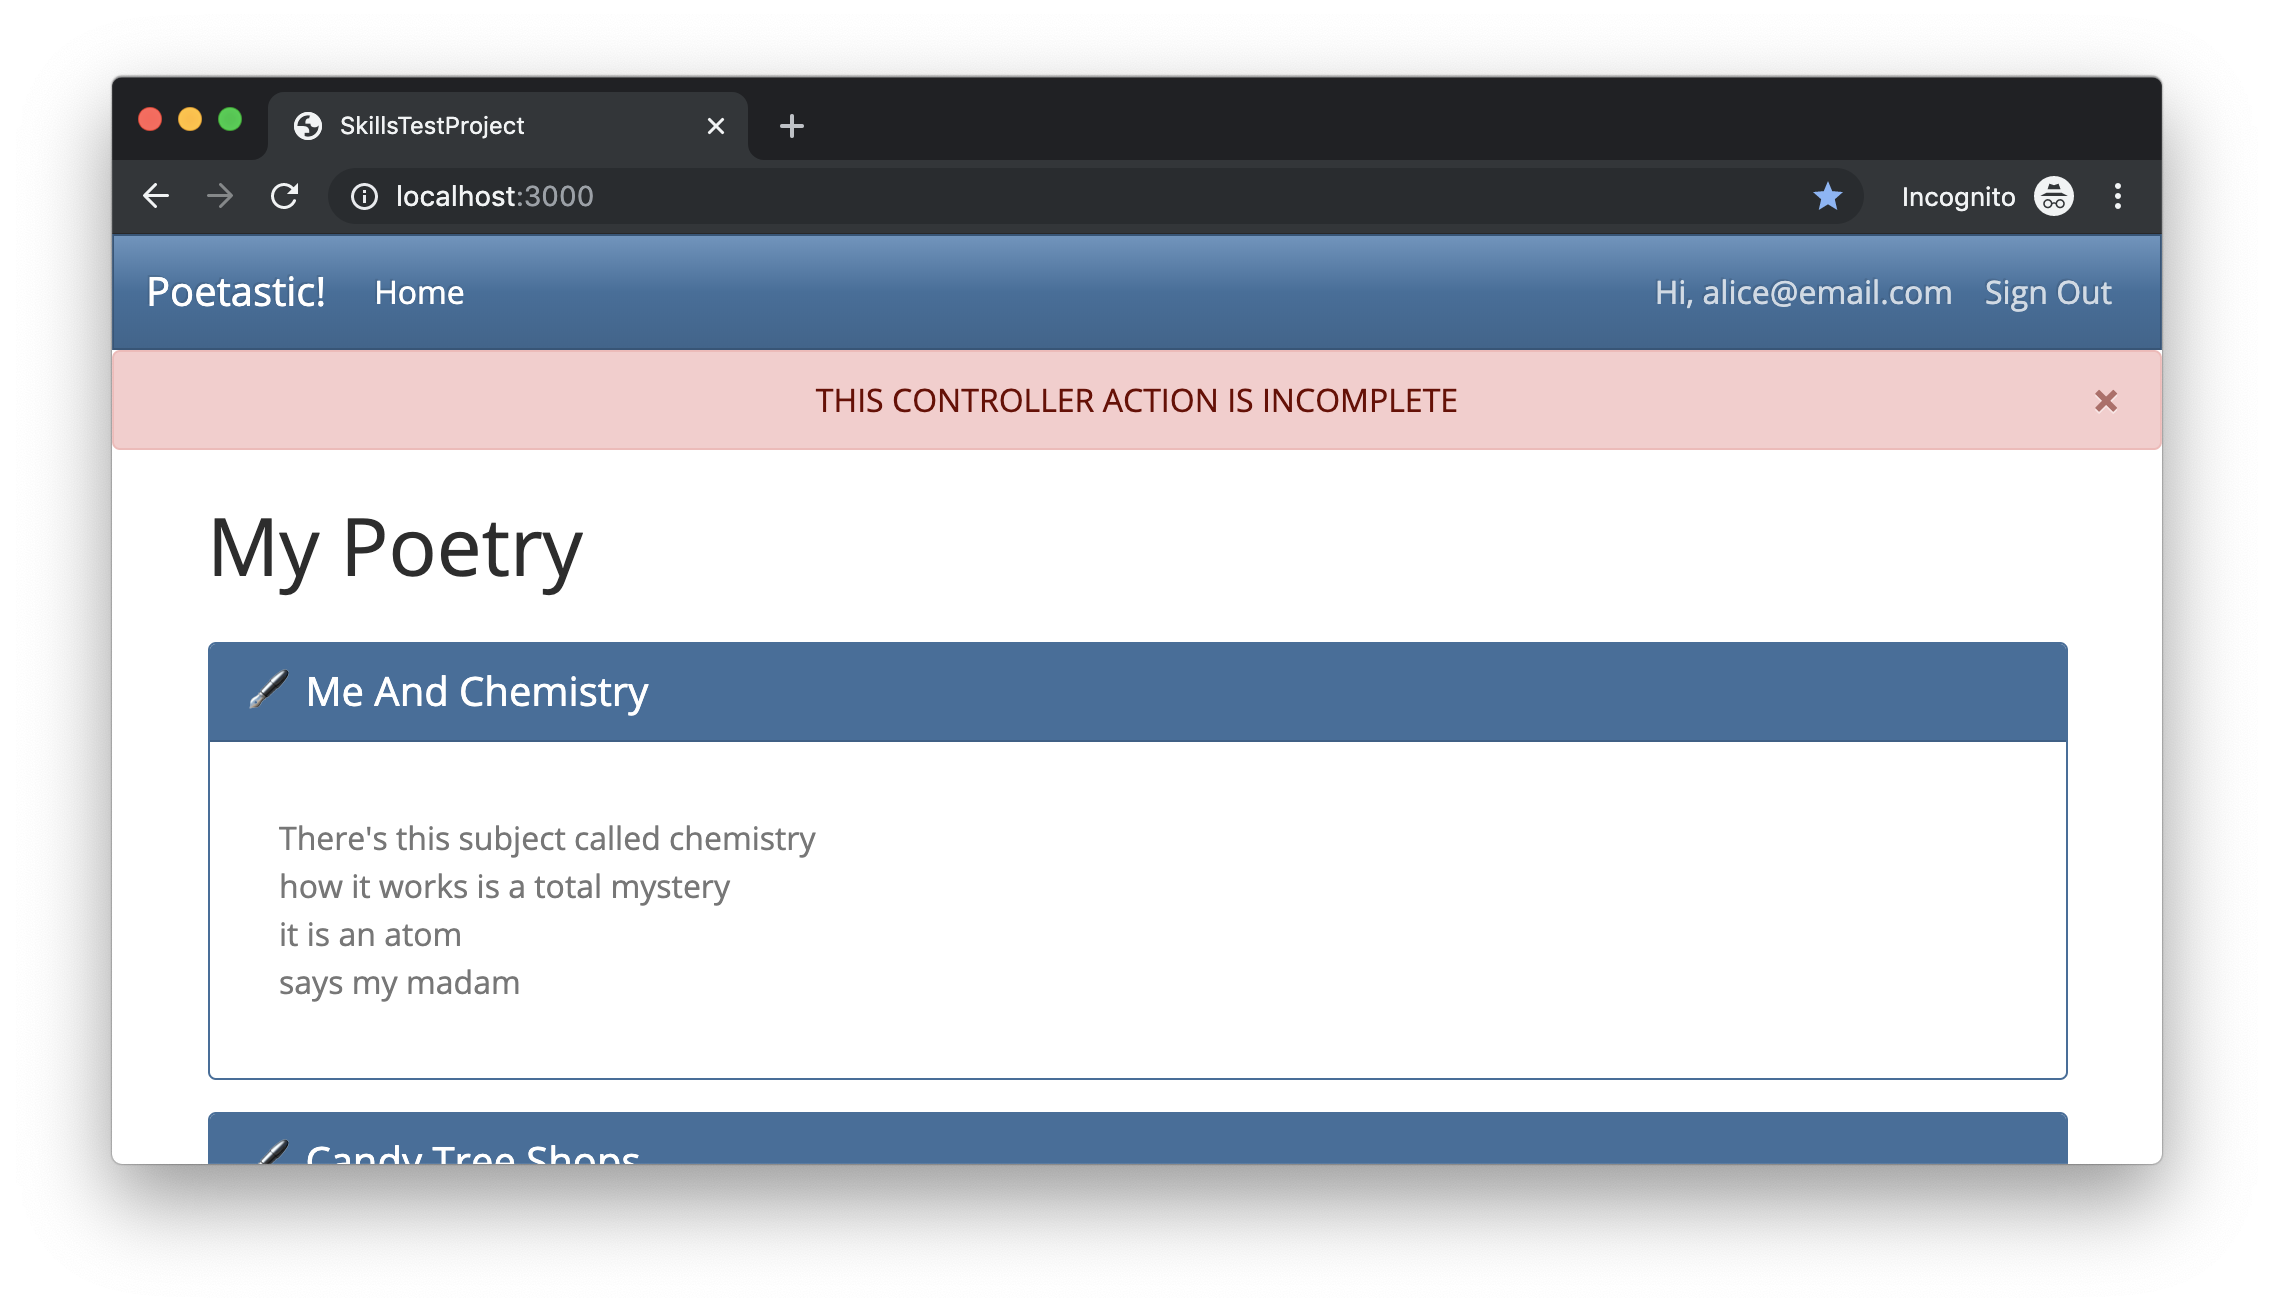 SkillsTestProject
localhost:3000
Incognito
Poetastic! Home Hi, alice@email.com Sign Out
THIS CONTROLLER ACTION IS INCOMPLETE
My Poetry
Me And Chemistry
There's this subject called chemistry
how it works is a total mystery
it is an atom
says my madam
Candy Tree Shops